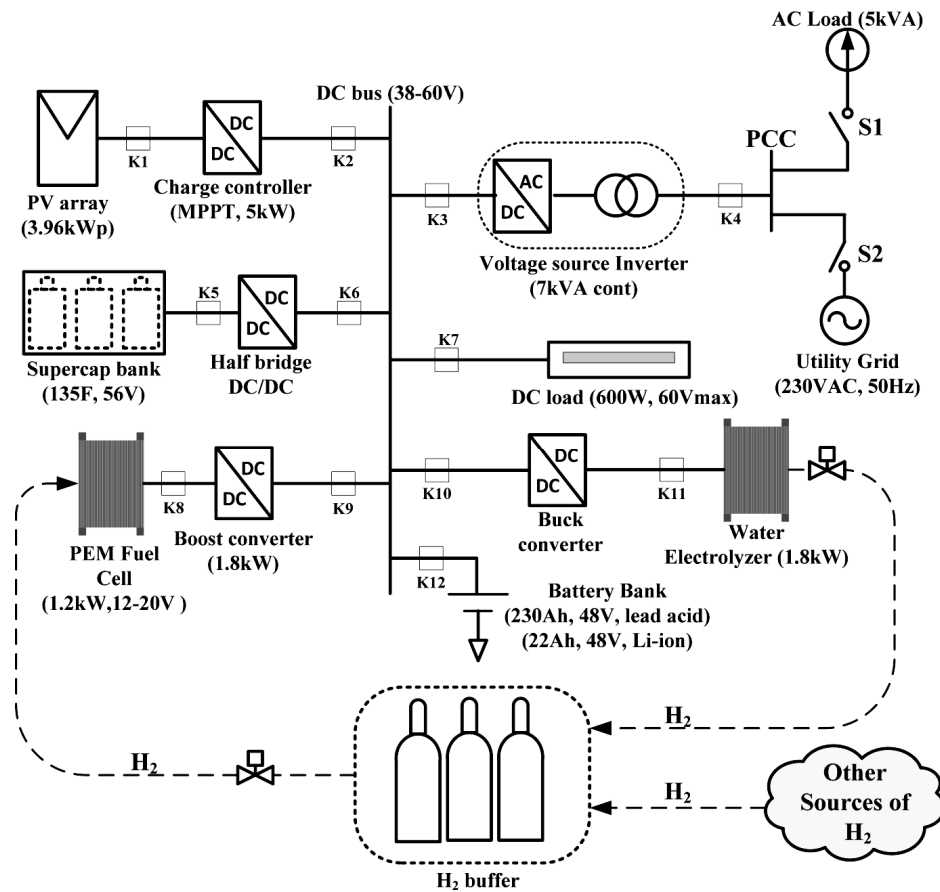 AC Load (5kVA)
DC bus (38-60V)
DC
DC
K1
K2
PV array
(3.96kWp)
Charge controller
(MPPT, 5kW)
S1
PCC
AC
DC
K3
K4
Voltage source Inverter
(7kVA cont)
S2
Utility Grid
(230VAC, 50Hz)
K5
K6
DC
DC
Supercap bank
(135F, 56V)
Half bridge
DC/DC
K7
DC load (600W, 60Vmax)
DC
DC
K8
K9
PEM Fuel
Cell
(1.2kW,12-20V )
Boost converter
(1.8kW)
DC
DC
K10
K11
Buck
converter
Water
Electrolyzer (1.8kW)
K12
Battery Bank
(230Ah, 48V, lead acid)
(22Ah, 48V, Li-ion)
H2
H2
H2
Other
Sources of
H2
H2 buffer